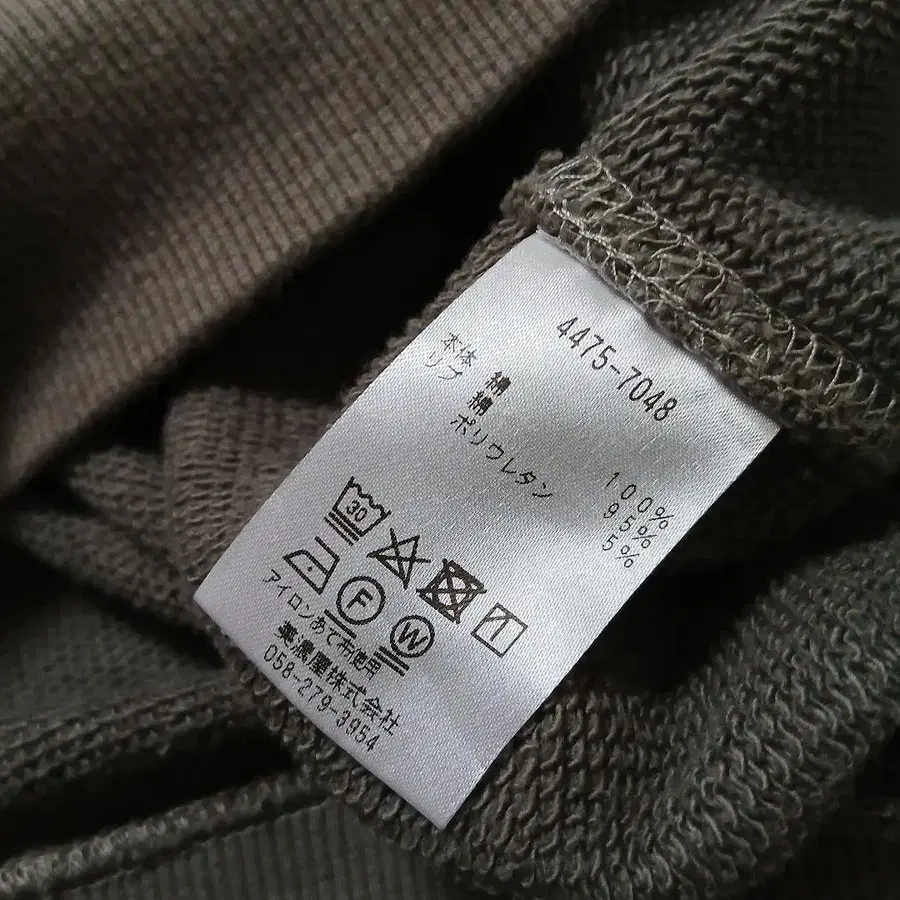 4475-7048
本体 綿 100%
リブ 綿 95%
ポリウレタン 5%
30
F W
アイロンあて布使用
美濃屋株式会社
058-279-3954